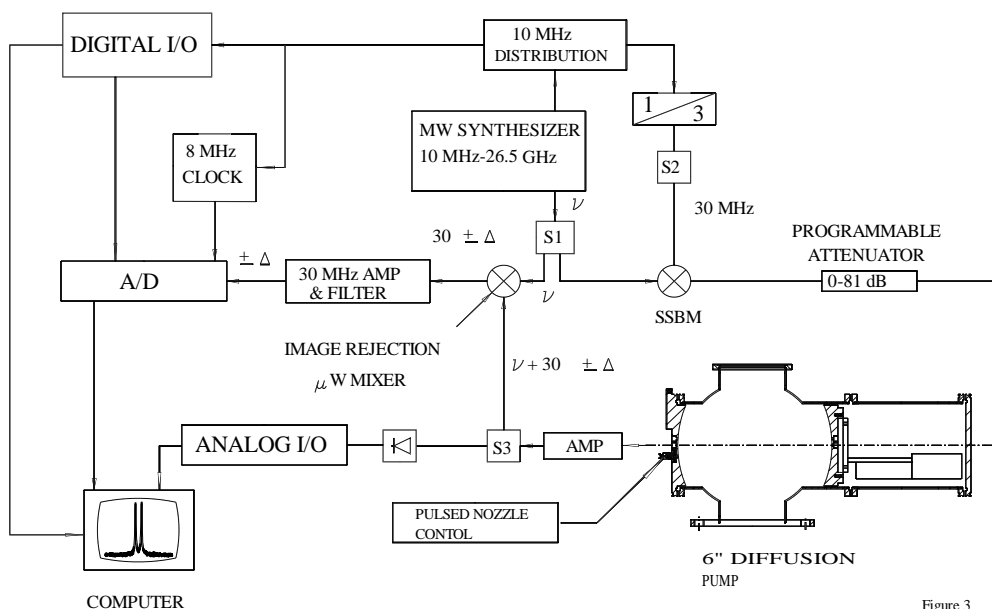 DIGITAL I/O
10 MHz
DISTRIBUTION
1
3
MW SYNTHESIZER
10 MHz-26.5 GHz
8 MHz
CLOCK
S2
ν
30 MHz
S1
30 ± Δ
PROGRAMMABLE
ATTENUATOR
± Δ
A/D
30 MHz AMP
& FILTER
ν
0-81 dB
SSBM
IMAGE REJECTION
μW MIXER
ν + 30 ± Δ
ANALOG I/O
S3
AMP
PULSED NOZZLE
CONTOL
6" DIFFUSION
PUMP
COMPUTER
Figure 3